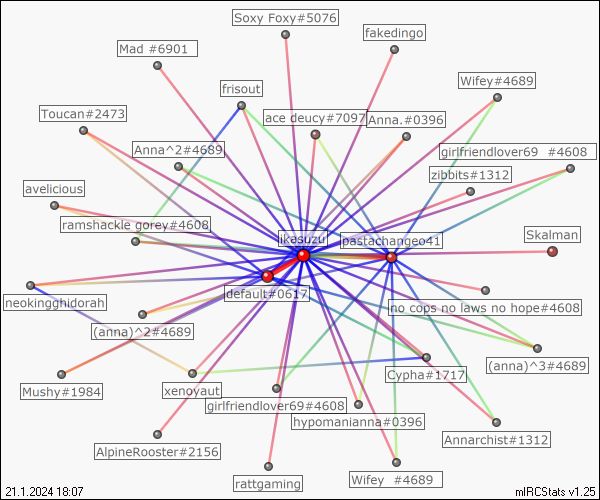 Soxy Foxy#5076
fakedingo
Mad #6901
Wifey#4689
frisout
Toucan#2473
ace deucy#7097
Anna.#0396
Anna^2#4689
girlfriendlover69 #4608
zibbits#1312
avelicious
ramshackle gorey#4608
Skalman
ikasuzu
pastachangeo41
default#0617
neokingghidorah
no cops no laws no hope#4608
(anna)^2#4689
(anna)^3#4689
Cypha#1717
Mushy#1984
xenoyaut
girlfriendlover69#4608
hypomanianna#0396
Annarchist#1312
AlpineRooster#2156
rattgaming
Wifey #4689
21.1.2024 18:07
mIRCStats v1.25